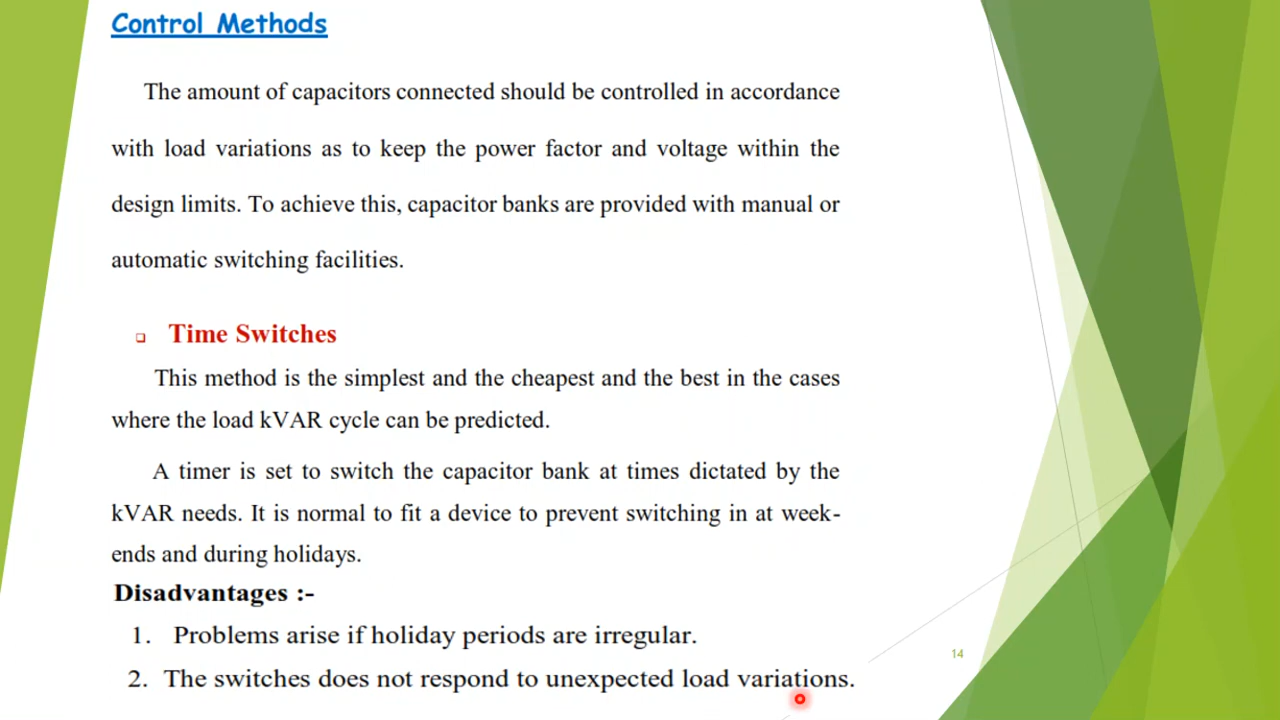 Control Methods
The amount of capacitors connected should be controlled in accordance
with load variations as to keep the power factor and voltage within the
design limits. To achieve this, capacitor banks are provided with manual or
automatic switching facilities.
Time Switches
This method is the simplest and the cheapest and the best in the cases
where the load kVAR cycle can be predicted.
A timer is set to switch the capacitor bank at times dictated by the
kVAR needs. It is normal to fit a device to prevent switching in at week-
ends and during holidays.
Disadvantages :-
1. Problems arise if holiday periods are irregular.
2. The switches does not respond to unexpected load variations.
14